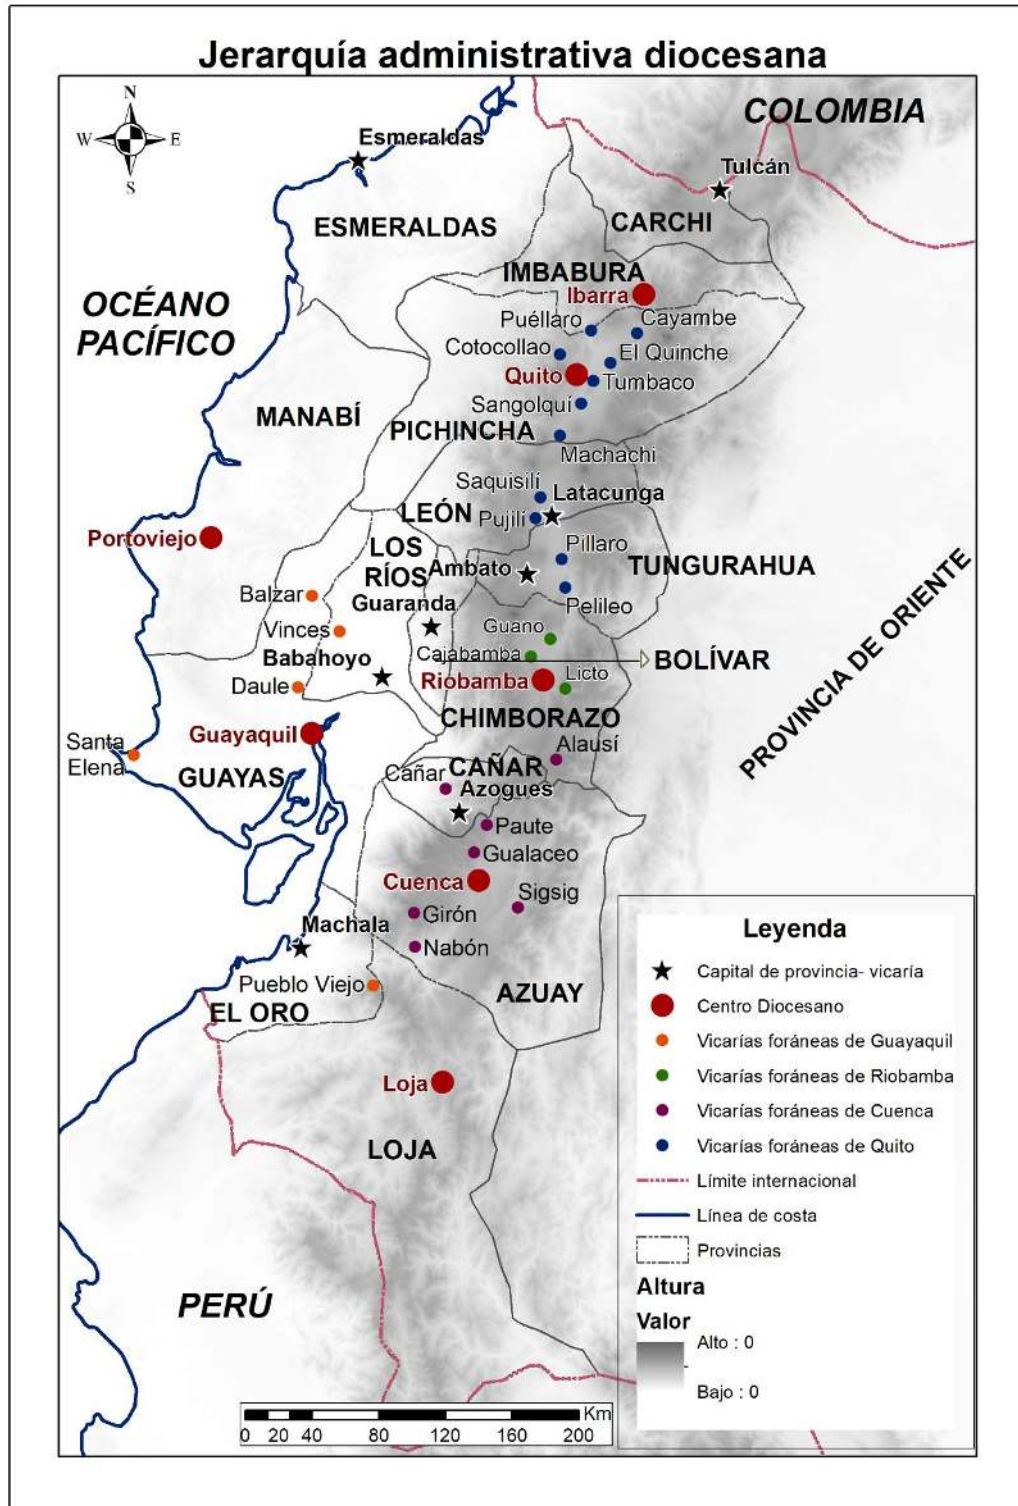 Jerarquía administrativa diocesana
N
W
E
S
COLOMBIA
Esmeraldas
Tulcán
ESMERALDAS
CARCHI
IMBABURA
Ibarra
OCÉANO
PACÍFICO
Puéllaro
Cayambe
Cotocollao
El Quinche
Quito
Tumbaco
Sangolquí
MANABÍ
PICHINCHA
Machachi
Saquisilí
Latacunga
LEÓN
Pujilí
Portoviejo
LOS
RÍOS
Pillaro
Ambato
TUNGURAHUA
Balzar
Guaranda
Pelileo
Vinces
Guano
Babahoyo
Cajabamba
BOLÍVAR
Daule
Riobamba
Licto
PROVINCIA DE ORIENTE
CHIMBORAZO
Guayaquil
Santa
Elena
Alausí
GUAYAS
Cañar
CAÑAR
Azogues
Paute
Gualaceo
Cuenca
Sigsig
Girón
Machala
Nabón
Pueblo Viejo
AZUAY
EL ORO
Loja
LOJA
PERÚ
Leyenda
Capital de provincia- vicaría
Centro Diocesano
Vicarías foráneas de Guayaquil
Vicarías foráneas de Riobamba
Vicarías foráneas de Cuenca
Vicarías foráneas de Quito
Límite internacional
Línea de costa
Provincias
Altura
Valor
Alto : 0
Bajo : 0
Km
0 20 40 80 120 160 200